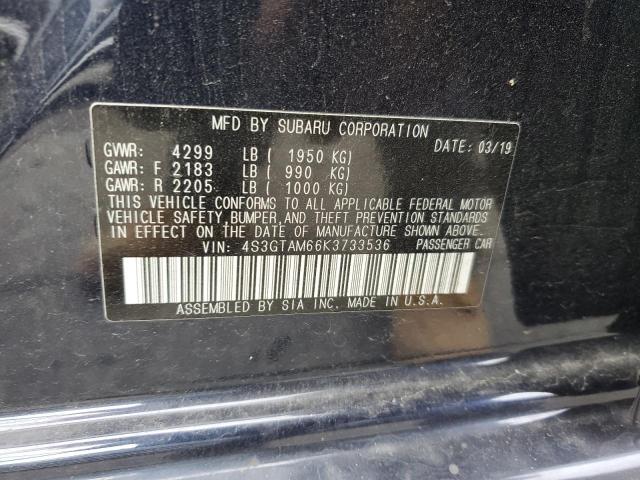 MFD BY SUBARU CORPORATION
GVWR: 4299 LB ( 1950 KG) DATE: 03/19
GAWR: F 2183 LB ( 990 KG)
GAWR: R 2205 LB ( 1000 KG)
THIS VEHICLE CONFORMS TO ALL APPLICABLE FEDERAL MOTOR
VEHICLE SAFETY, BUMPER, AND THEFT PREVENTION STANDARDS
IN EFFECT ON THE DATE OF MANUFACTURE SHOWN ABOVE.
VIN: 4S3GTAM66K3733536 PASSENGER CAR
ASSEMBLED BY SIA INC. MADE IN U.S.A.